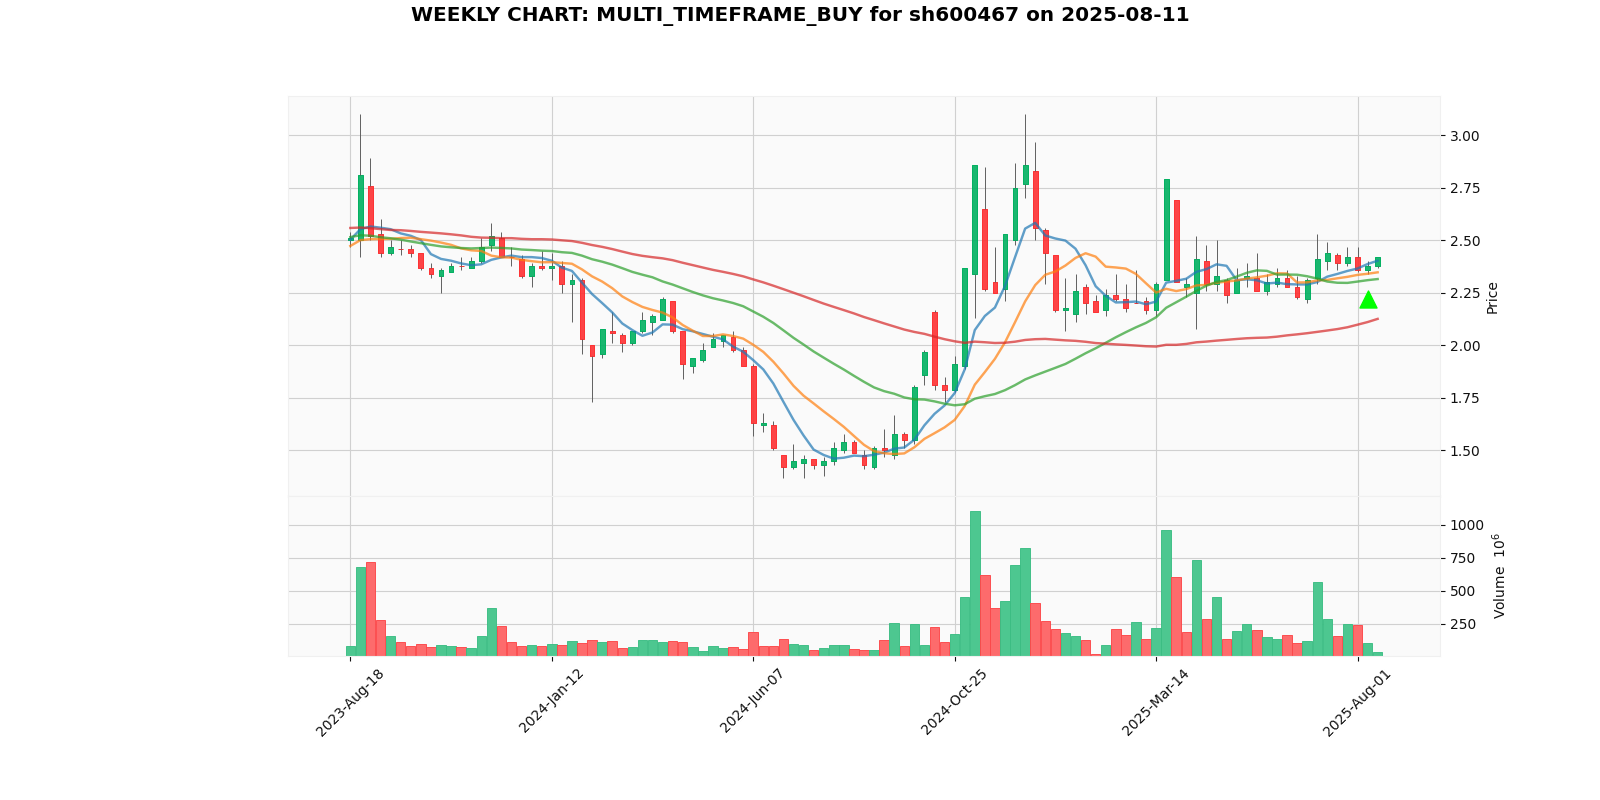 WEEKLY CHART: MULTI_TIMEFRAME_BUY for sh600467 on 2025-08-11
3.00
2.75
2.50
2.25
2.00
1.75
1.50
Price
1000
750
500
250
Volume 10⁶
2023-Aug-18
2024-Jan-12
2024-Jun-07
2024-Oct-25
2025-Mar-14
2025-Aug-01